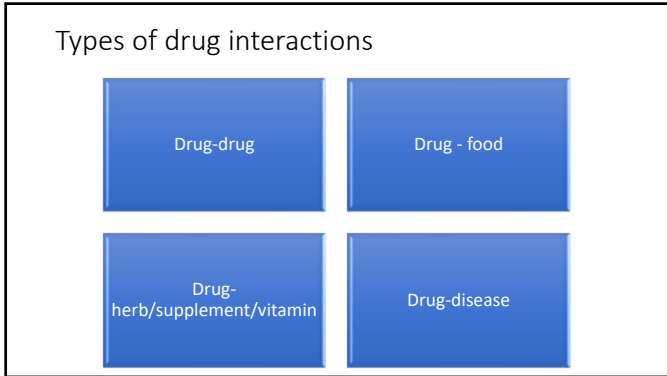 Types of drug interactions
Drug-drug
Drug - food
Drug-
herb/supplement/vitamin
Drug-disease